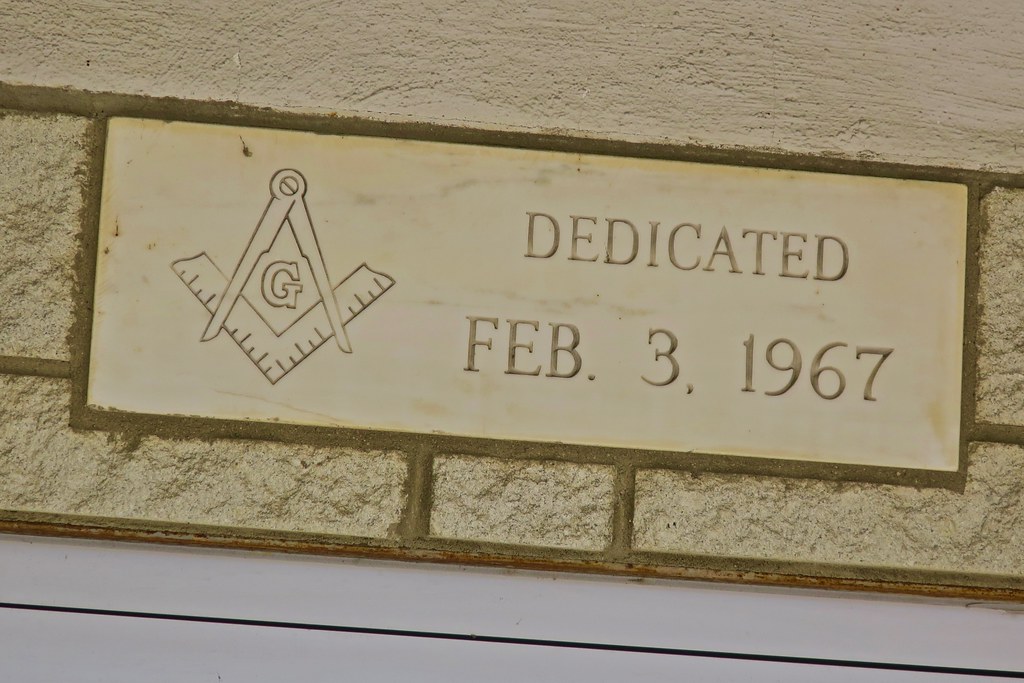 G
DEDICATED
FEB. 3, 1967